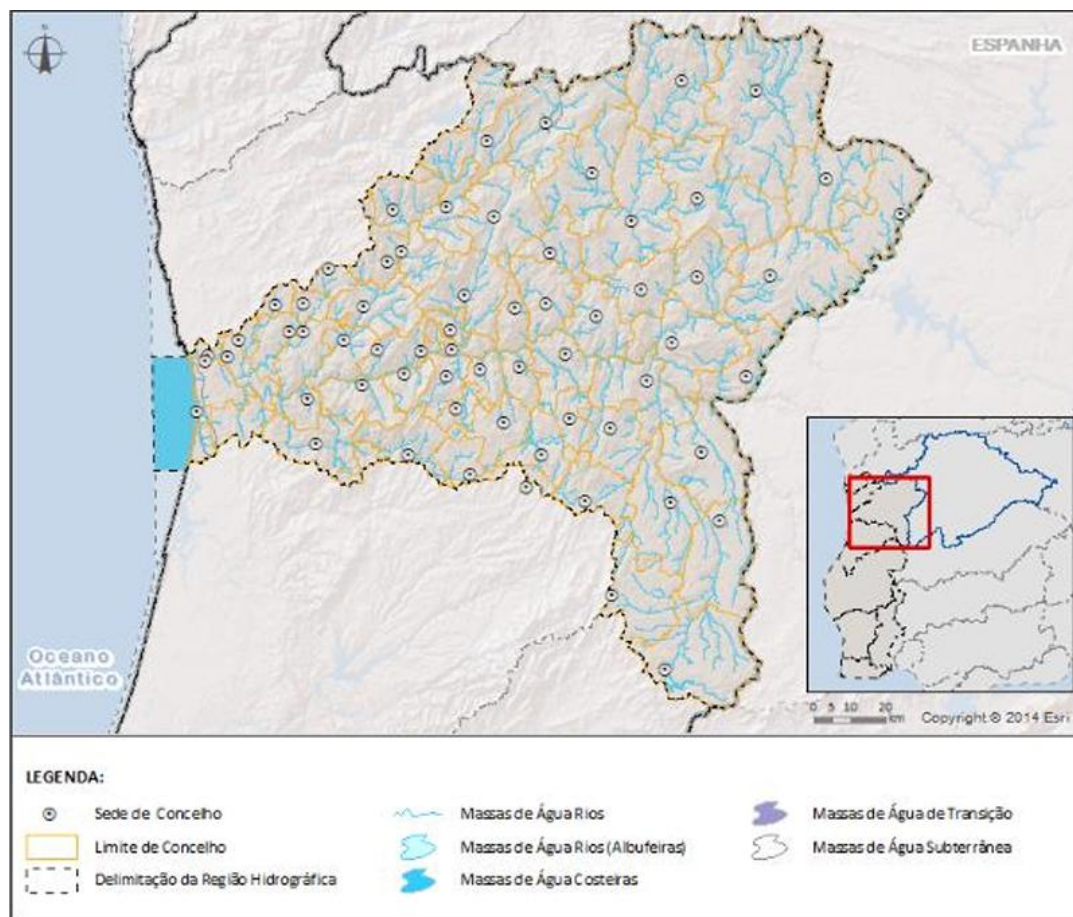 N
ESPANHA
Oceano
Atlântico
0 5 10 20
km
Copyright © 2014 Esri
LEGENDA:
Sede de Concelho
Limite de Concelho
Delimitação da Região Hidrográfica
Massas de Água Rios
Massas de Água Rios (Albufeiras)
Massas de Água Costeiras
Massas de Água de Transição
Massas de Água Subterrânea